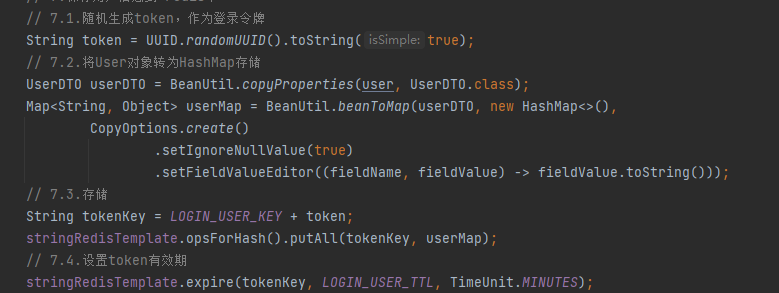 // 7.1.随机生成token，作为登录令牌
String token = UUID.randomUUID().toString( isSimple: true);
// 7.2.将User对象转为HashMap存储
UserDTO userDTO = BeanUtil.copyProperties(user, UserDTO.class);
Map<String, Object> userMap = BeanUtil.beanToMap(userDTO, new HashMap<>(),
CopyOptions.create()
.setIgnoreNullValue(true)
.setFieldValueEditor((fieldName, fieldValue) -> fieldValue.toString()));
// 7.3.存储
String tokenKey = LOGIN_USER_KEY + token;
stringRedisTemplate.opsForHash().putAll(tokenKey, userMap);
// 7.4.设置token有效期
stringRedisTemplate.expire(tokenKey, LOGIN_USER_TTL, TimeUnit.MINUTES);